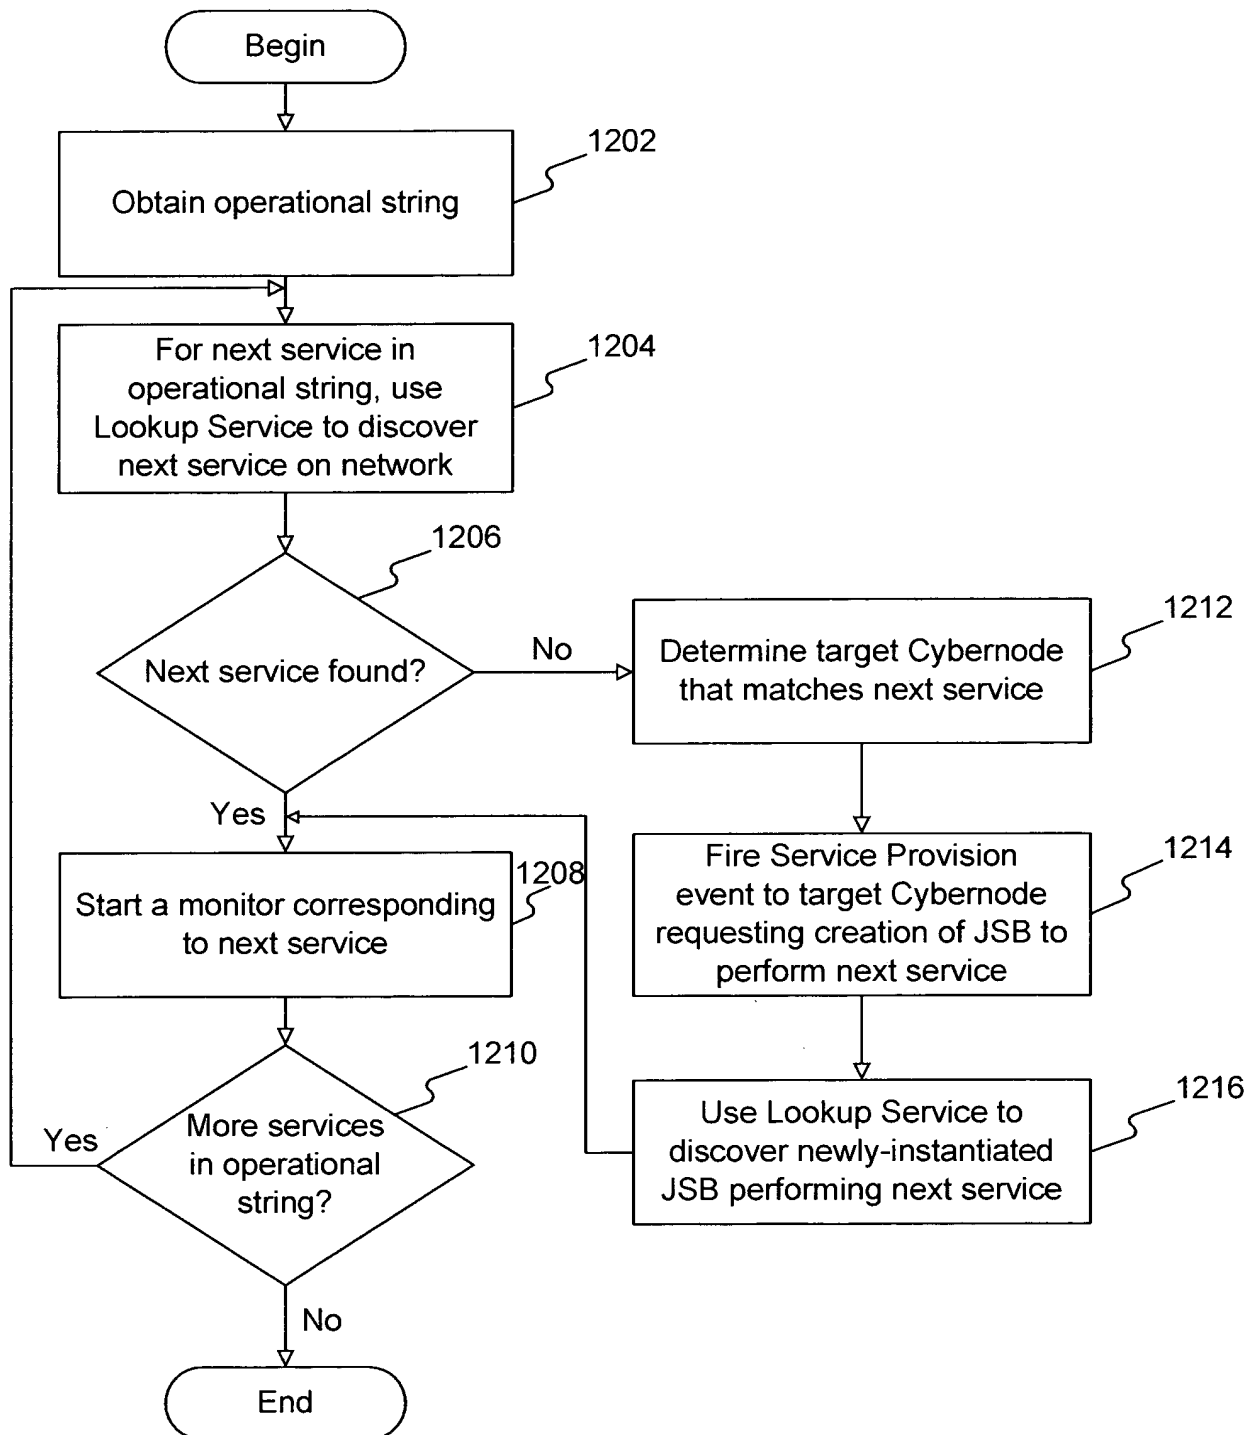 Begin
1202
Obtain operational string
1204
For next service in
operational string, use
Lookup Service to discover
next service on network
1206
Next service found?
No
1212
Determine target Cybernode
that matches next service
Yes
1208
Start a monitor corresponding
to next service
1214
Fire Service Provision
event to target Cybernode
requesting creation of JSB to
perform next service
1210
More services
in operational
string?
Yes
1216
Use Lookup Service to
discover newly-instantiated
JSB performing next service
No
End